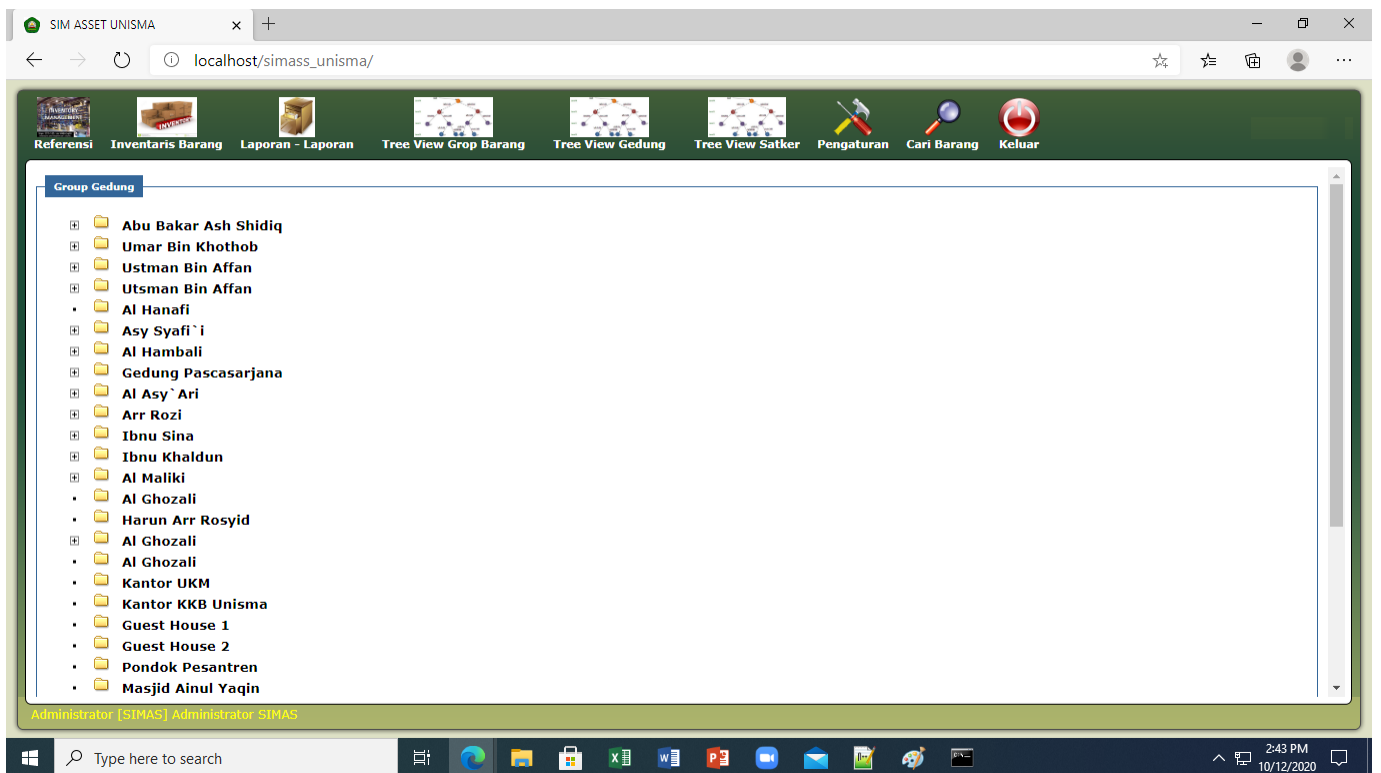 SIM ASSET UNISMA
localhost/simass_unisma/
INVENTORY
MANAGEMENT
INVENTORY
Referensi Inventaris Barang Laporan - Laporan Tree View Grop Barang Tree View Gedung Tree View Satker Pengaturan Cari Barang Keluar
Group Gedung
Abu Bakar Ash Shidiq
Umar Bin Khothob
Ustman Bin Affan
Utsman Bin Affan
Al Hanafi
Asy Syafi`i
Al Hambali
Gedung Pascasarjana
Al Asy`Ari
Arr Rozi
Ibnu Sina
Ibnu Khaldun
Al Maliki
Al Ghozali
Harun Arr Rosyid
Al Ghozali
Al Ghozali
Kantor UKM
Kantor KKB Unisma
Guest House 1
Guest House 2
Pondok Pesantren
Masjid Ainul Yaqin
Administrator [SIMAS] Administrator SIMAS
Type here to search
2:43 PM
10/12/2020